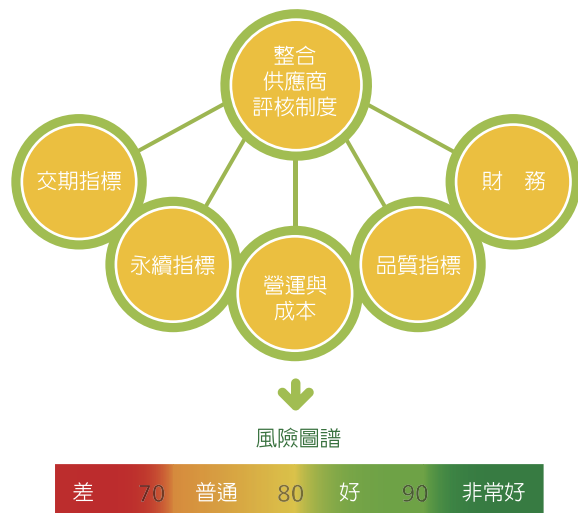 整合
供應商
評核制度
交期指標
財　務
永續指標
品質指標
營運與
成本
風險圖譜
差 70 普通 80 好 90 非常好